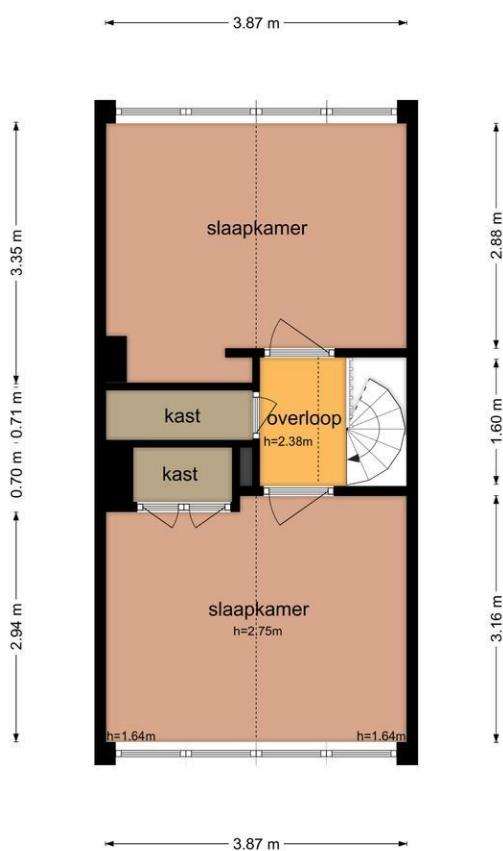 3.87 m
slaapkamer
3.35 m
2.88 m
kast
0.71 m
overloop
h=2.38m
1.60 m
kast
0.70 m
slaapkamer
h=2.75m
2.94 m
3.16 m
h=1.64m
h=1.64m
3.87 m